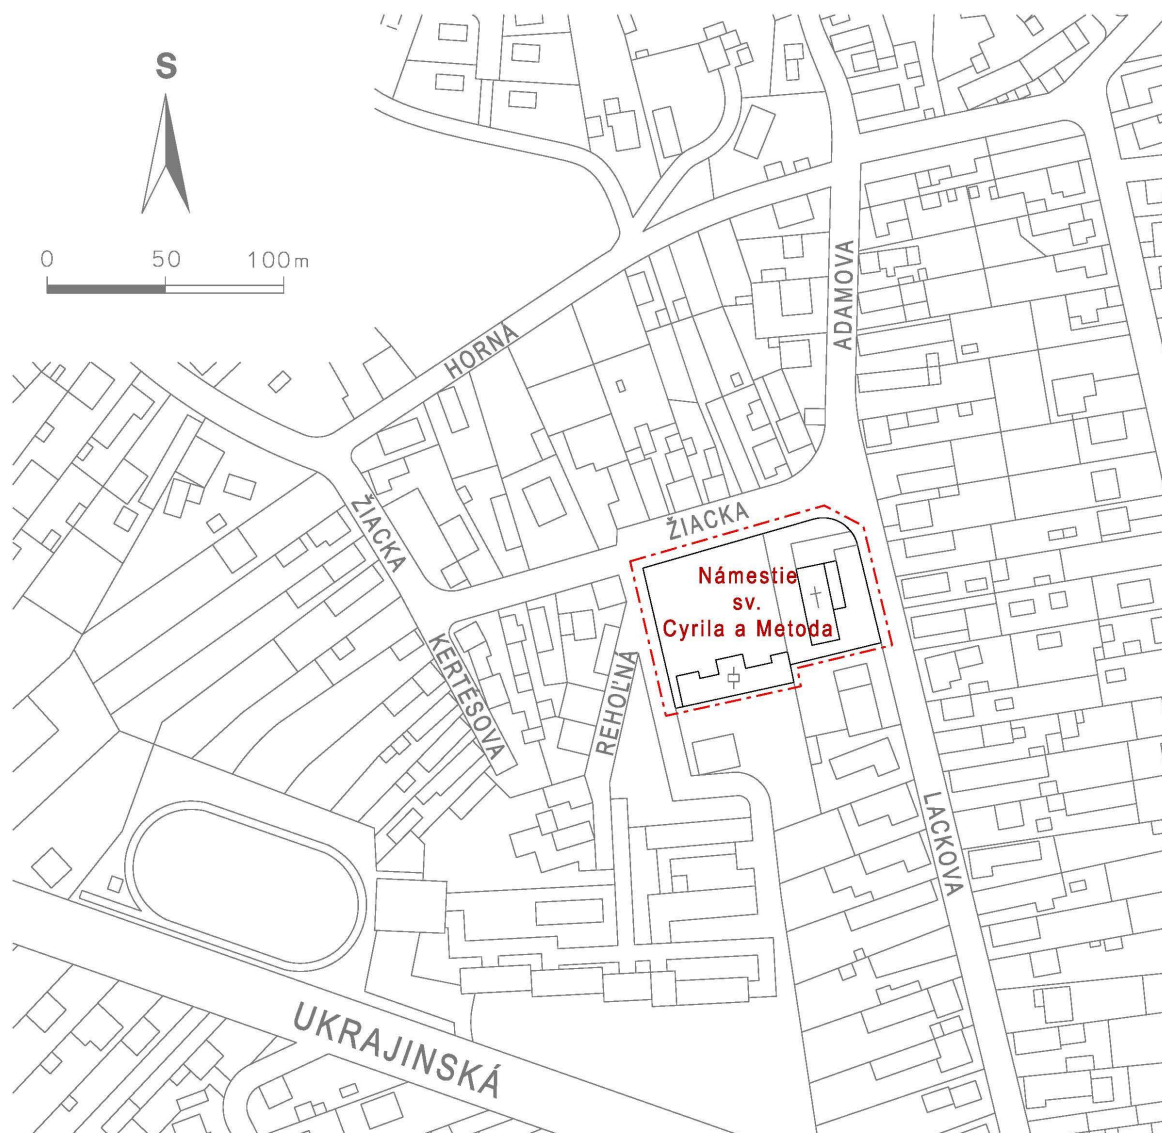 S
0 50 100m
HORNÁ
ADAMOVA
ŽIACKA
ŽIACKA
Námestie
sv.
Cyrila a Metoda
KERTÉSOVA
REHOĽNÁ
LACKOVA
UKRAJINSKÁ